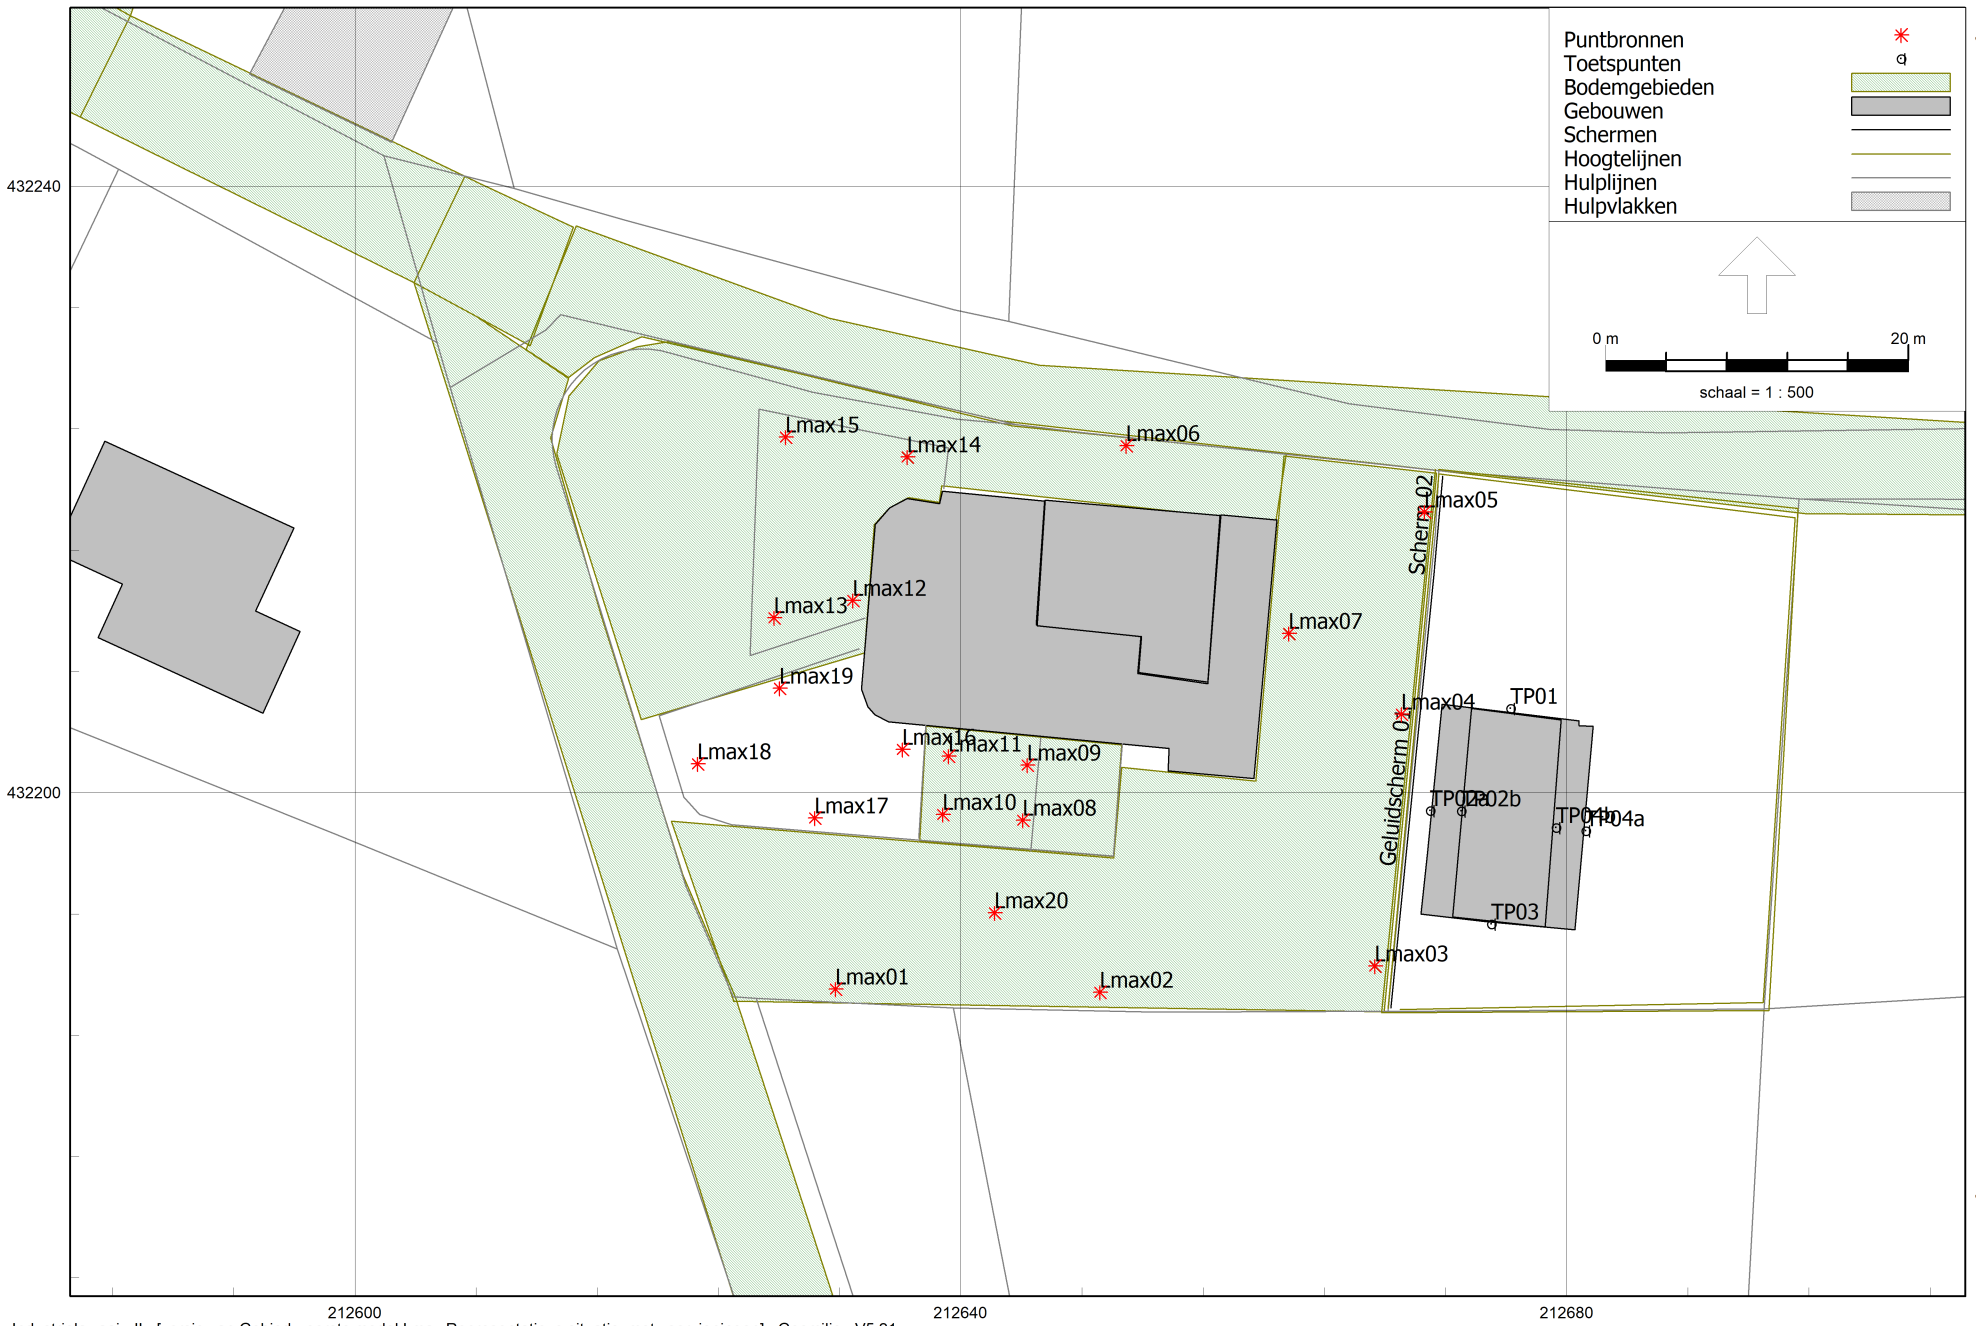 Puntbronnen
Toetspunten
Bodemgebieden
Gebouwen
Schermen
Hoogtelijnen
Hulplijnen
Hulpvlakken
0 m 20 m
schaal = 1 : 500
432240
432200
212600 212640 212680
Lmax15
Lmax14
Lmax06
Lmax05
Scherm 02
Lmax12
Lmax13
Lmax07
Lmax19
Lmax04
TP01
Lmax16
Lmax11
Lmax09
Lmax18
Geluidscherm 01
TP02a
TP02b
Lmax17
Lmax10
Lmax08
TP04b
TP04a
Lmax20
TP03
Lmax03
Lmax01
Lmax02